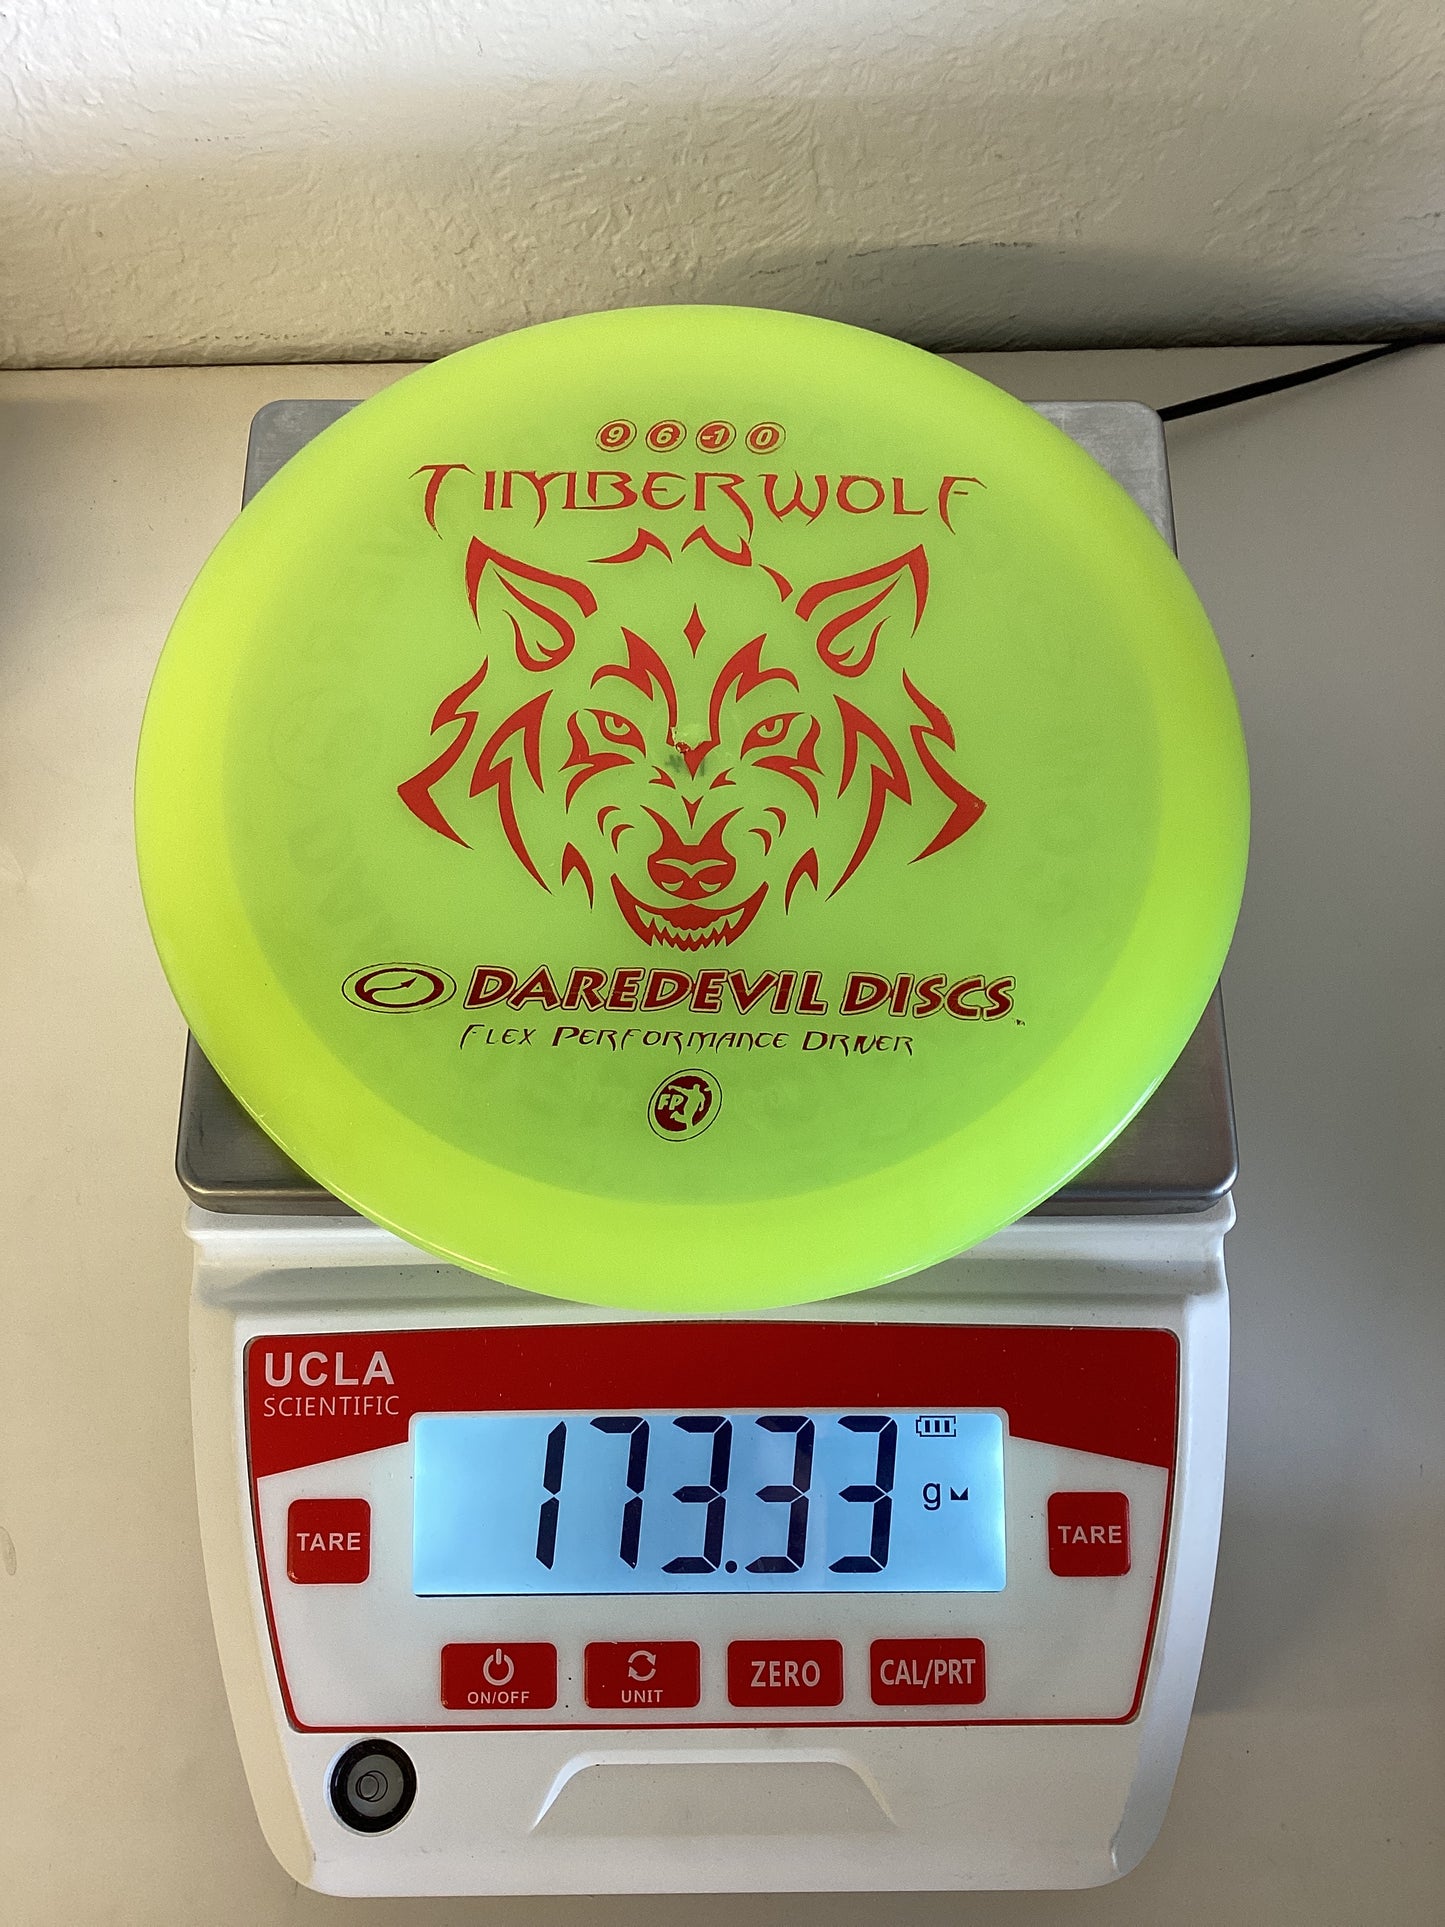 9 6 -1 0
TIMBERWOLF
DAREDEVIL DISCS
FLEX PERFORMANCE DRIVER
FP
UCLA
SCIENTIFIC
173.33
g
TARE
TARE
ON/OFF
UNIT
ZERO
CAL/PRT